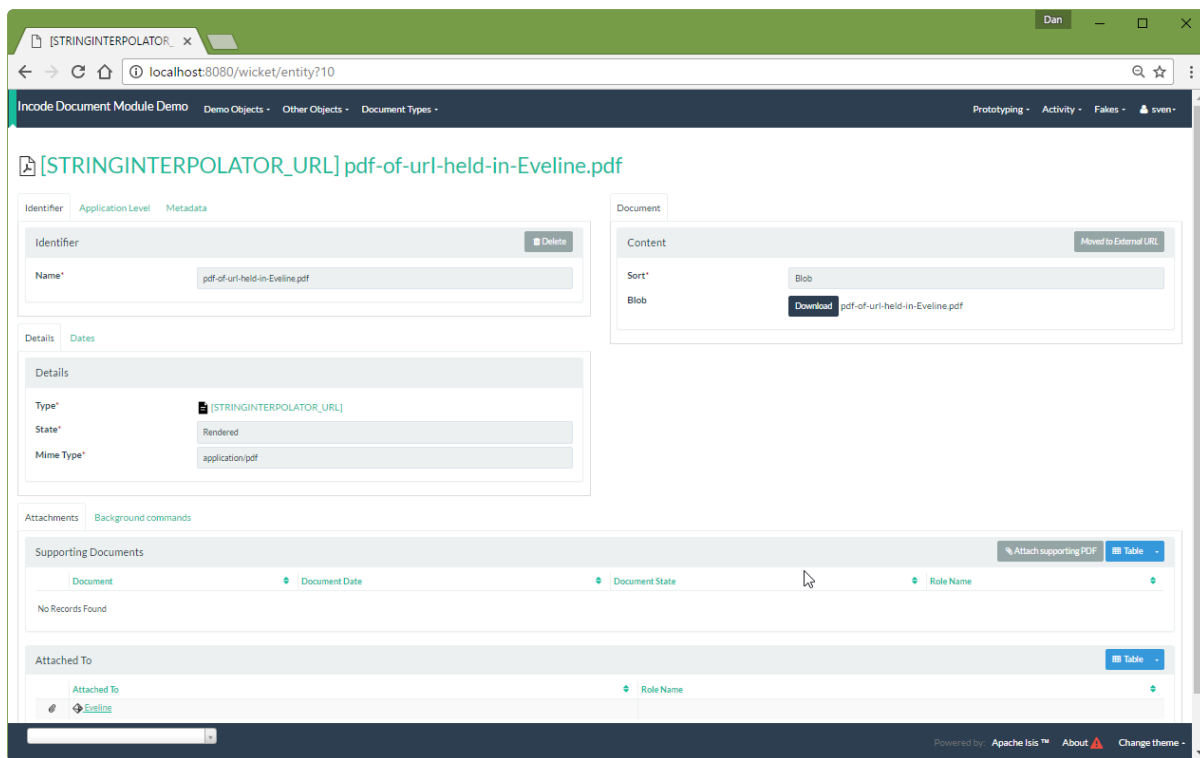 Dan
[STRINGINTERPOLATOR_
localhost:8080/wicket/entity?10
Incode Document Module Demo Demo Objects Other Objects Document Types Prototyping Activity Fakes sven
[STRINGINTERPOLATOR_URL] pdf-of-url-held-in-Eveline.pdf
Identifier Application Level Metadata
Identifier Delete
Name* pdf-of-url-held-in-Eveline.pdf
Document
Content Moved to External URL
Sort* Blob
Blob Download pdf-of-url-held-in-Eveline.pdf
Details Dates
Details
Type* [STRINGINTERPOLATOR_URL]
State* Rendered
Mime Type* application/pdf
Attachments Background commands
Supporting Documents Attach supporting PDF Table
Document Document Date Document State Role Name
No Records Found
Attached To Table
Attached To Role Name
Eveline
Powered by: Apache Isis ™ About Change theme